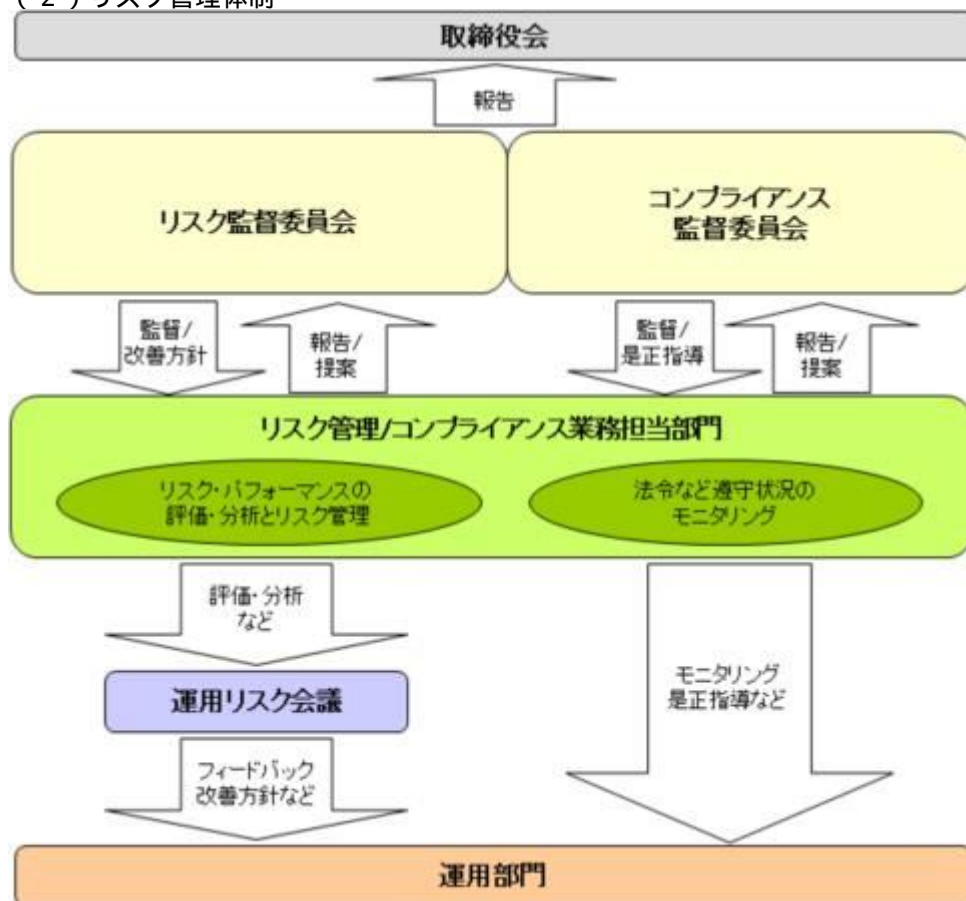 (2)リスク管理体制
取締役会
報告
リスク監督委員会
コンプライアンス
監督委員会
監督/
改善方針
報告/
提案
監督/
是正指導
報告/
提案
リスク管理/コンプライアンス業務担当部門
リスク・パフォーマンスの
評価・分析とリスク管理
法令など遵守状況の
モニタリング
評価・分析
など
運用リスク会議
モニタリング
是正指導など
フィードバック
改善方針など
運用部門